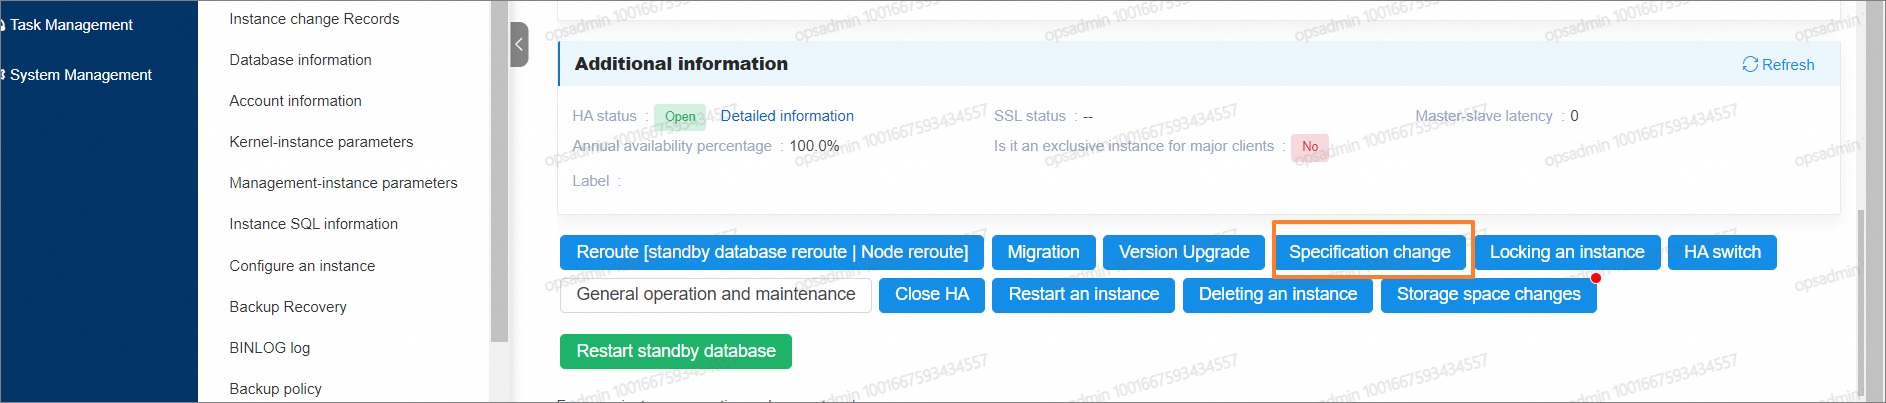 Task Management
System Management
Instance change Records
Database information
Account information
Kernel-instance parameters
Management-instance parameters
Instance SQL information
Configure an instance
Backup Recovery
BINLOG log
Backup policy
Additional information
Refresh
HA status : Open Detailed information
SSL status : --
Master-slave latency : 0
Annual availability percentage : 100.0%
Is it an exclusive instance for major clients : No
Label :
Reroute [standby database reroute | Node reroute] Migration Version Upgrade Specification change Locking an instance HA switch
General operation and maintenance Close HA Restart an instance Deleting an instance Storage space changes
Restart standby database
opsadmin 1001667593434557